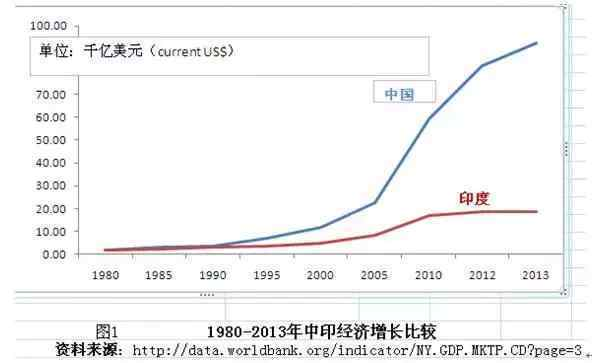 100.00
单位：千亿美元（current US$）
70.00
中国
60.00
50.00
40.00
30.00
印度
20.00
10.00
0.00
1980 1985 1990 1995 2000 2005 2010 2012 2013
图1 1980-2013年中印经济增长比较
资料来源：http://data.worldbank.org/indicator/NY.GDP.MKTP.CD?page=3